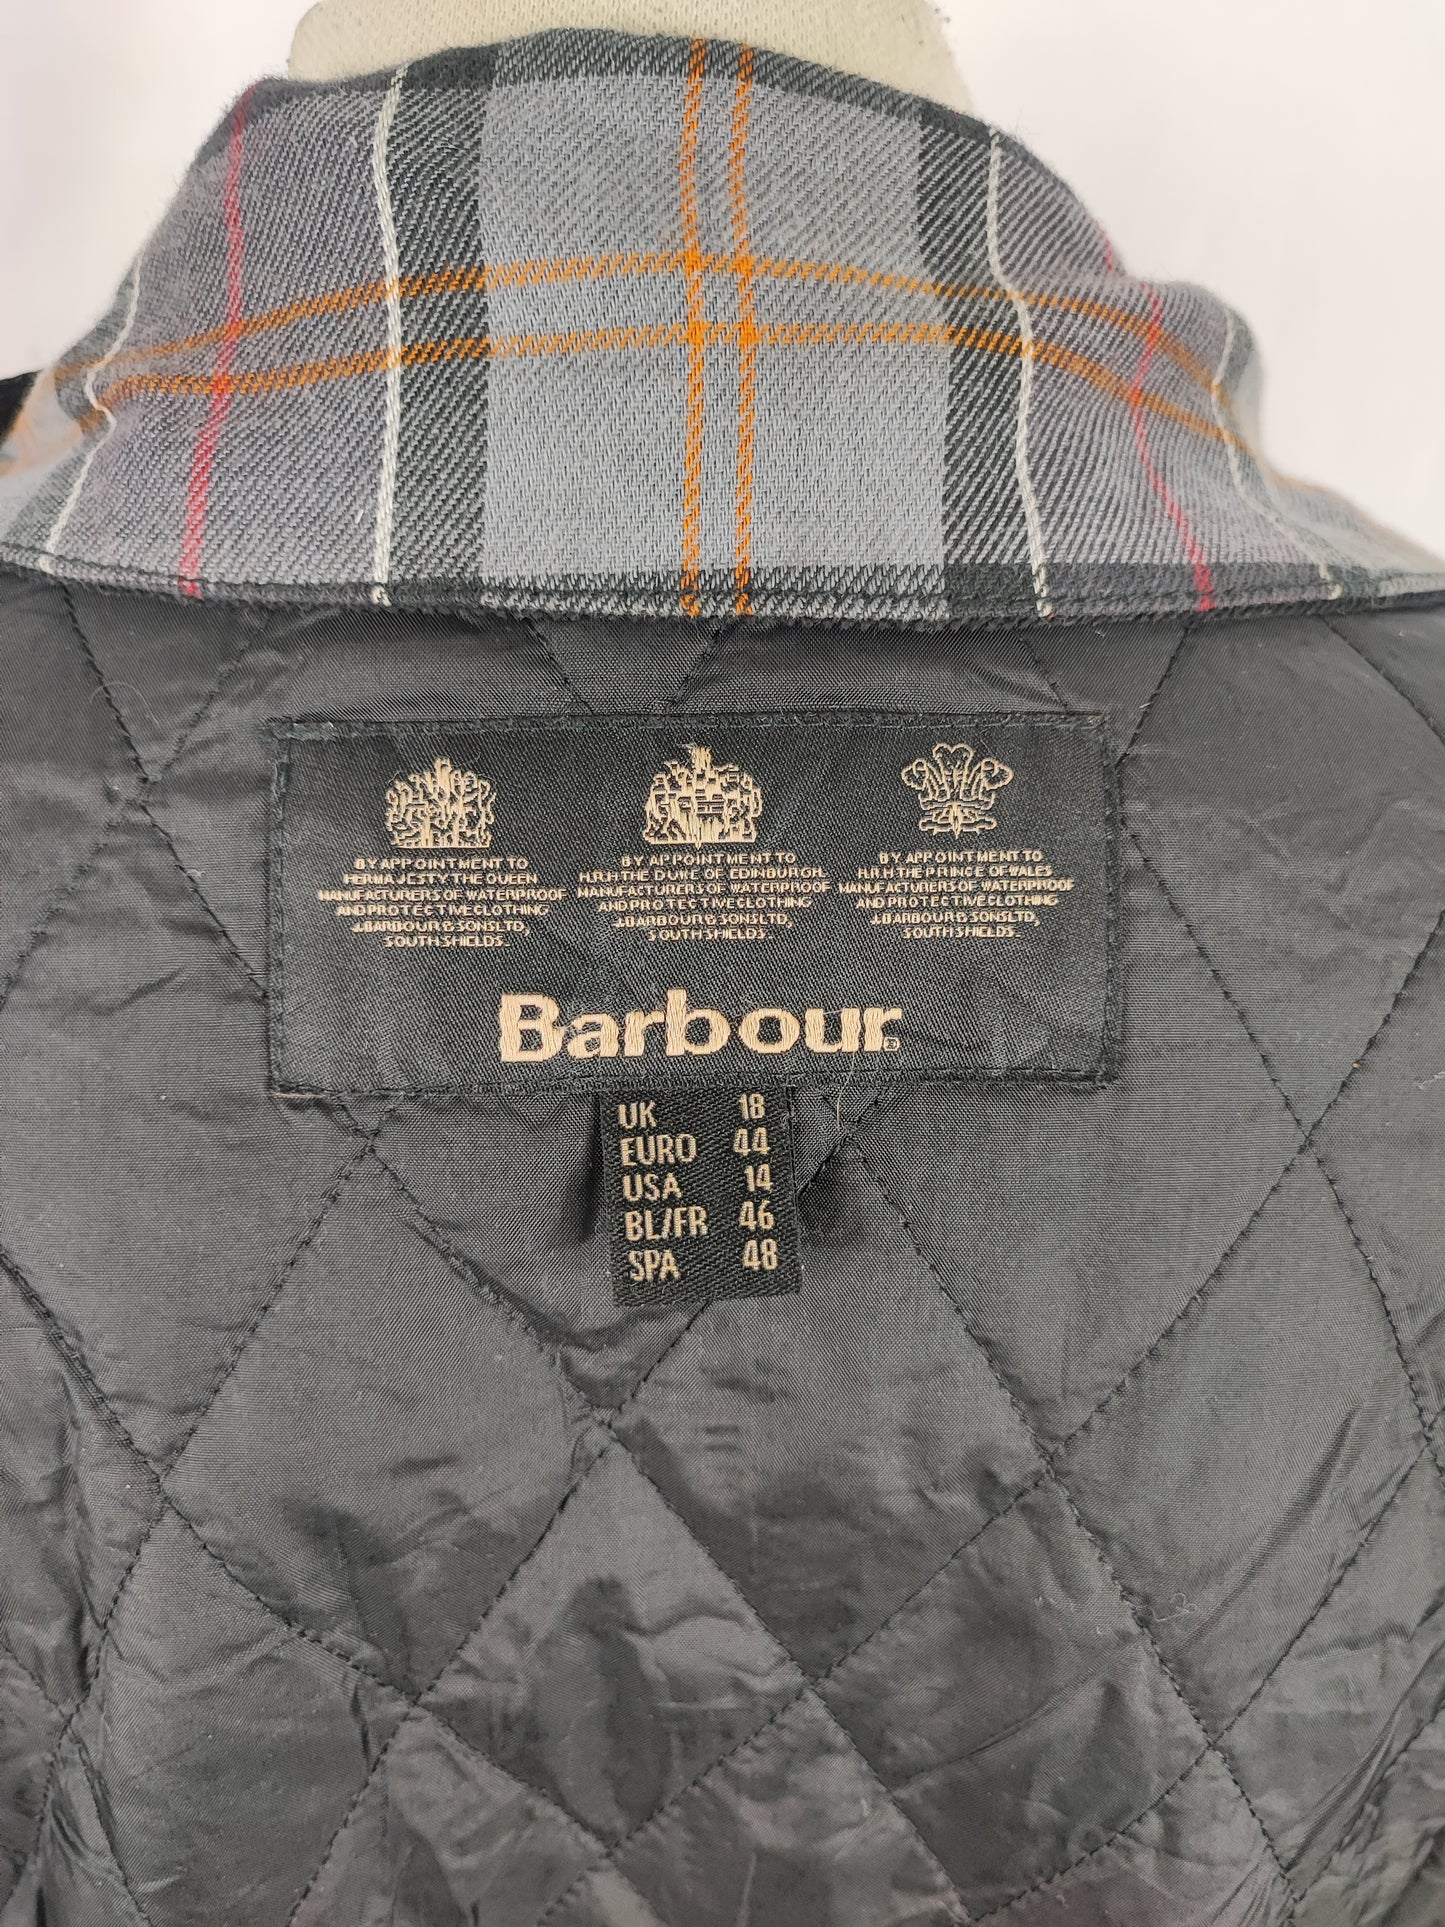 BY APPOINTMENT TO
HER MAJESTY THE QUEEN
MANUFACTURERS OF WATERPROOF
AND PROTECTIVE CLOTHING
J.BARBOUR & SONS LTD,
SOUTH SHIELDS.
BY APPOINTMENT TO
H.R.H THE DUKE OF EDINBURGH
MANUFACTURERS OF WATERPROOF
AND PROTECTIVE CLOTHING
J.BARBOUR & SONS LTD,
SOUTH SHIELDS.
BY APPOINTMENT TO
H.R.H THE PRINCE OF WALES
MANUFACTURERS OF WATERPROOF
AND PROTECTIVE CLOTHING
J.BARBOUR & SONS LTD,
SOUTH SHIELDS.
Barbour®
UK 18
EURO 44
USA 14
BL/FR 46
SPA 48